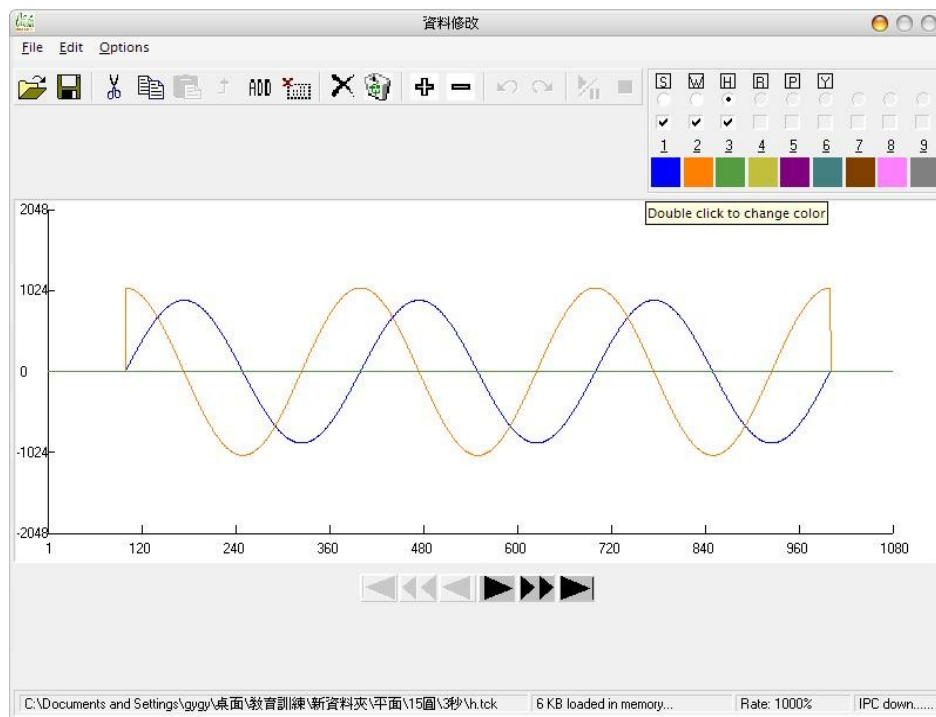 資料修改
File Edit Options
ADD
S W H R P Y
1 2 3 4 5 6 7 8 9
Double click to change color
2048
1024
0
-1024
-2048
1 120 240 360 480 600 720 840 960 1080
C:\Documents and Settings\gygy\桌面\教育訓練\新資料夾\平面\15圓\3秒\h.tck 6 KB loaded in memory... Rate: 1000% IPC down......